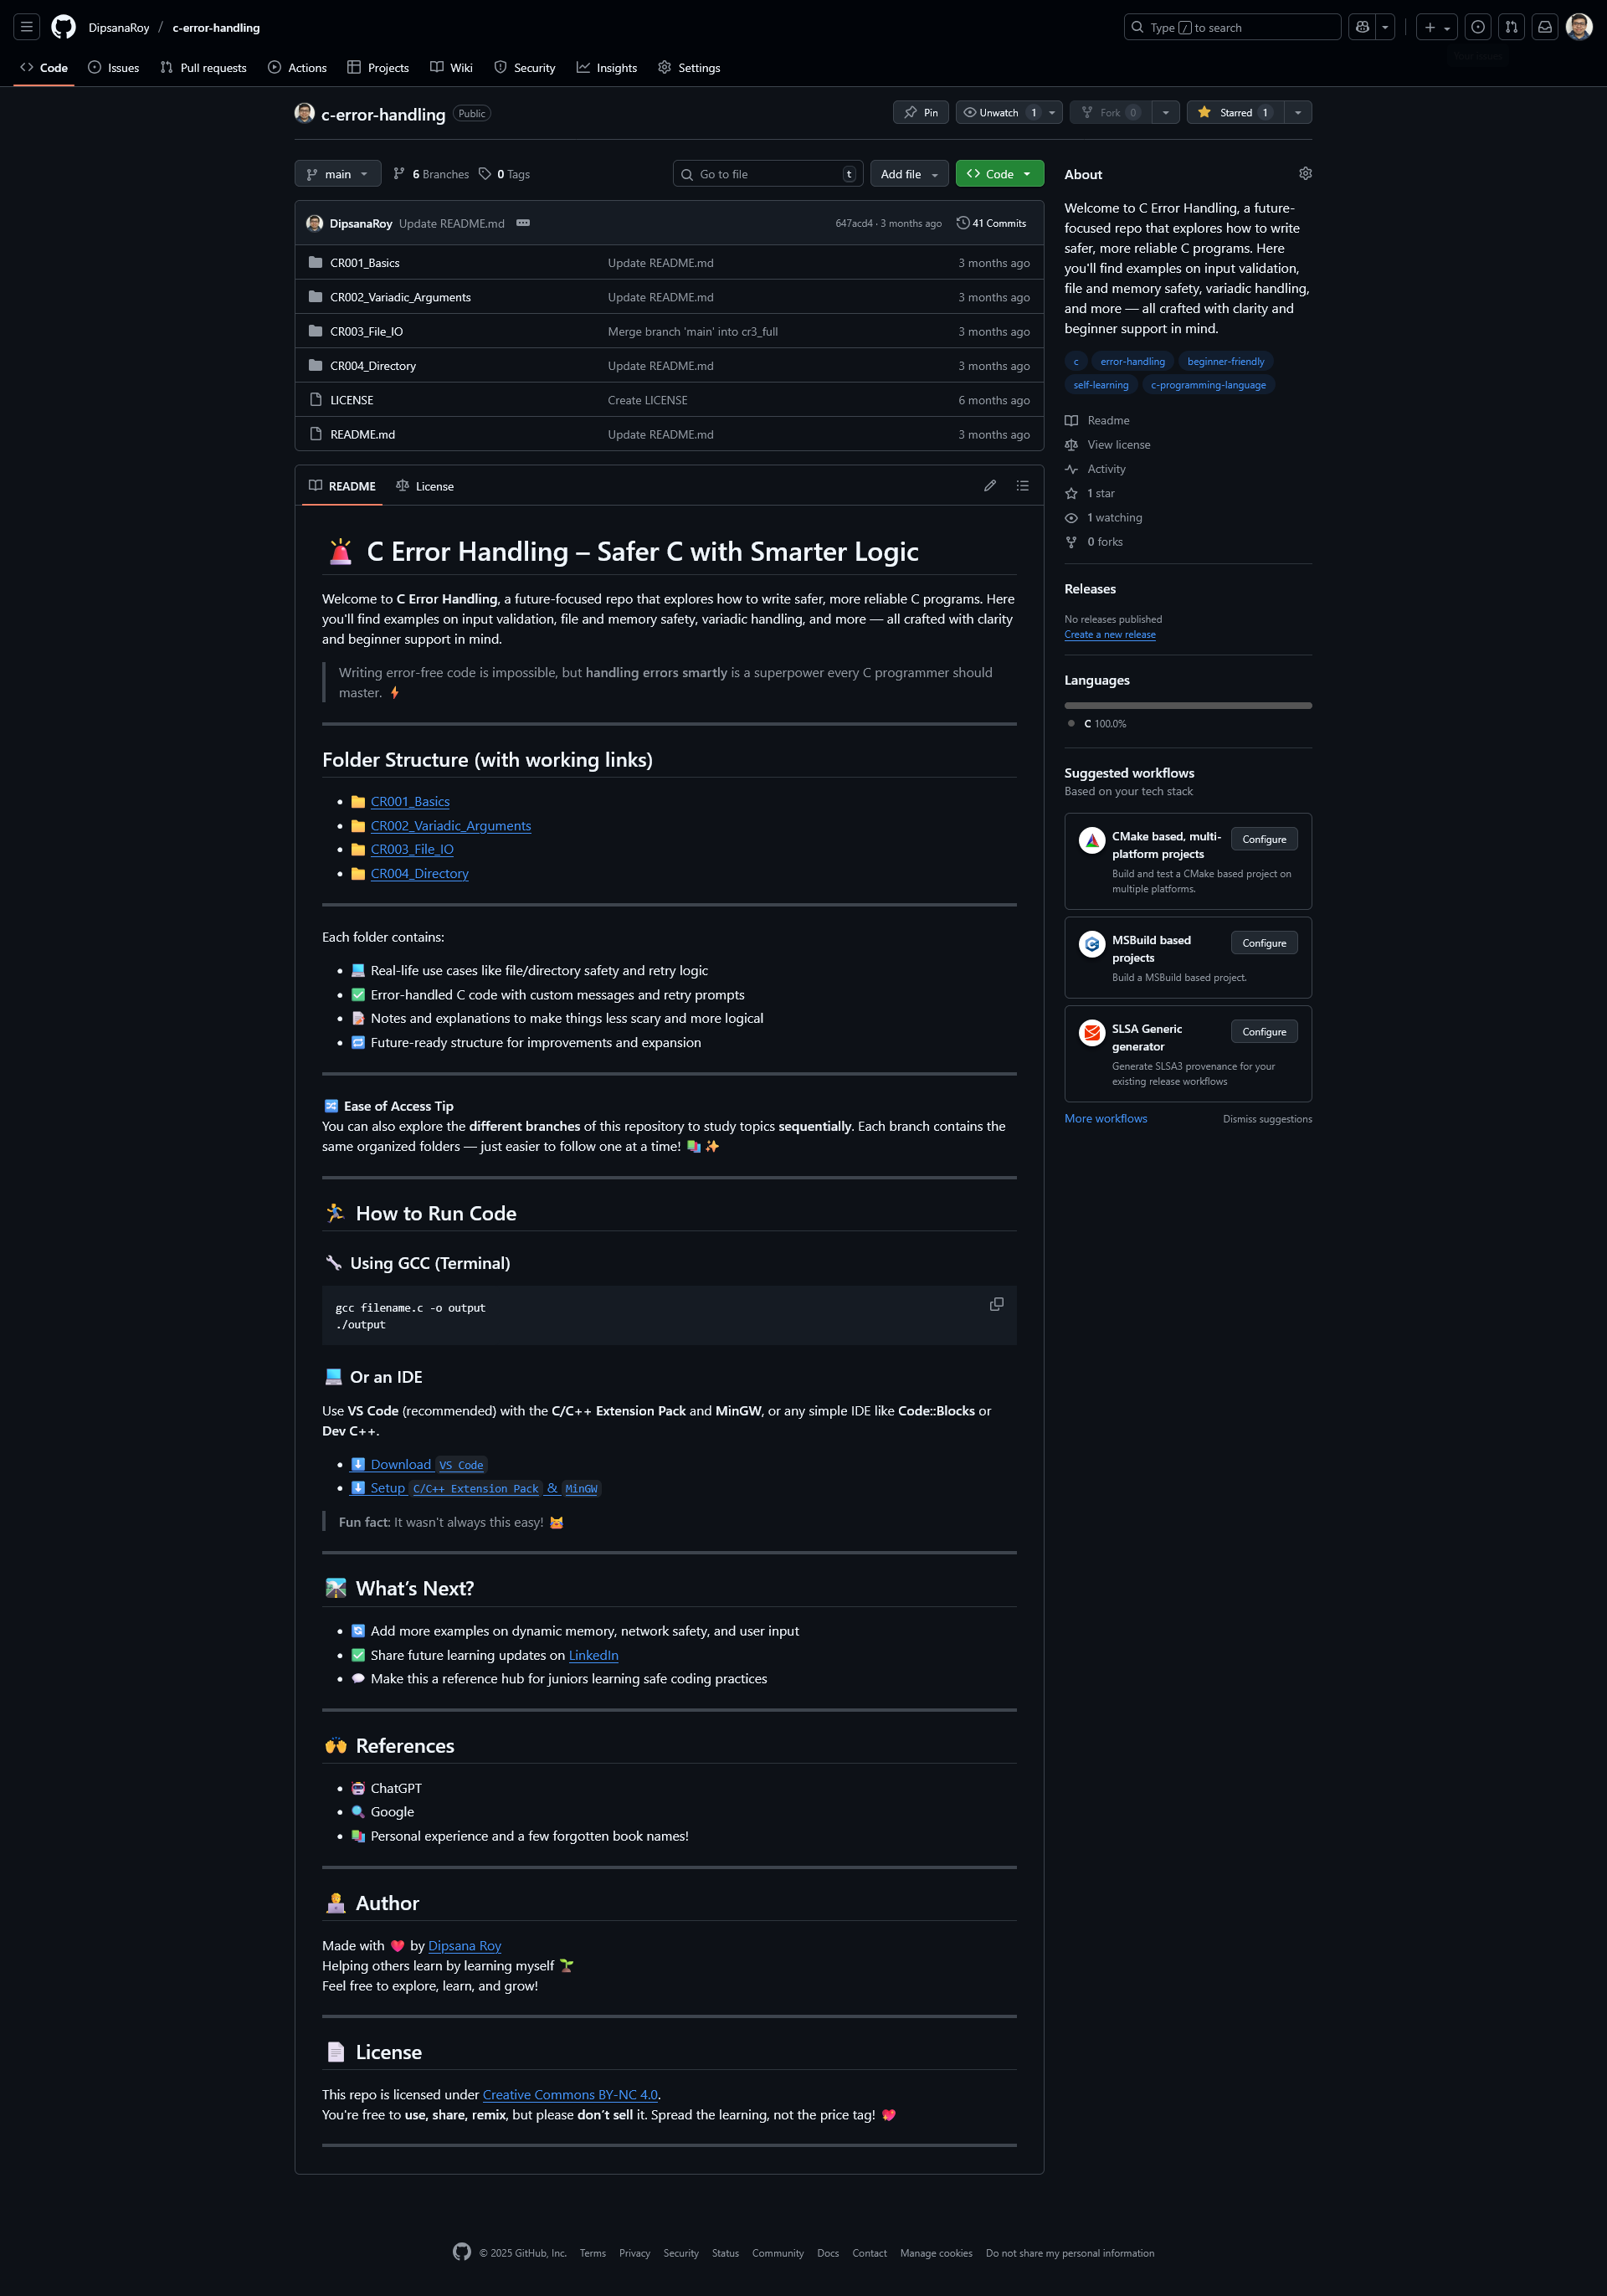 DipsanaRoy / c-error-handling
Type / to search
Code Issues Pull requests Actions Projects Wiki Security Insights Settings
c-error-handling Public
Pin Unwatch 1 Fork 0 Starred 1
main 6 Branches 0 Tags Go to file t Add file Code
DipsanaRoy Update README.md 647acd4 · 3 months ago 41 Commits
CR001_Basics Update README.md 3 months ago
CR002_Variadic_Arguments Update README.md 3 months ago
CR003_File_IO Merge branch 'main' into cr3_full 3 months ago
CR004_Directory Update README.md 3 months ago
LICENSE Create LICENSE 6 months ago
README.md Update README.md 3 months ago
README License
🚨 C Error Handling – Safer C with Smarter Logic
Welcome to C Error Handling, a future-focused repo that explores how to write safer, more reliable C programs. Here
you'll find examples on input validation, file and memory safety, variadic handling, and more — all crafted with clarity
and beginner support in mind.
Writing error-free code is impossible, but handling errors smartly is a superpower every C programmer should
master. ⚡
Folder Structure (with working links)
• 📁 CR001_Basics
• 📁 CR002_Variadic_Arguments
• 📁 CR003_File_IO
• 📁 CR004_Directory
Each folder contains:
• 💻 Real-life use cases like file/directory safety and retry logic
• ✅ Error-handled C code with custom messages and retry prompts
• 📝 Notes and explanations to make things less scary and more logical
• 🔁 Future-ready structure for improvements and expansion
🔀 Ease of Access Tip
You can also explore the different branches of this repository to study topics sequentially. Each branch contains the
same organized folders — just easier to follow one at a time! 📚✨
🏃 How to Run Code
🔧 Using GCC (Terminal)
gcc filename.c -o output
./output
💻 Or an IDE
Use VS Code (recommended) with the C/C++ Extension Pack and MinGW, or any simple IDE like Code::Blocks or
Dev C++.
• ⬇️ Download VS Code
• ⬇️ Setup C/C++ Extension Pack & MinGW
Fun fact: It wasn't always this easy! 😹
🛣️ What’s Next?
• 🔄 Add more examples on dynamic memory, network safety, and user input
• ✅ Share future learning updates on LinkedIn
• 💬 Make this a reference hub for juniors learning safe coding practices
🙌 References
• 🤖 ChatGPT
• 🔍 Google
• 📚 Personal experience and a few forgotten book names!
🧑‍💻 Author
Made with ❤️ by Dipsana Roy
Helping others learn by learning myself 🌱
Feel free to explore, learn, and grow!
📄 License
This repo is licensed under Creative Commons BY-NC 4.0.
You're free to use, share, remix, but please don’t sell it. Spread the learning, not the price tag! 💖
About
Welcome to C Error Handling, a future-
focused repo that explores how to write
safer, more reliable C programs. Here
you'll find examples on input validation,
file and memory safety, variadic handling,
and more — all crafted with clarity and
beginner support in mind.
c error-handling beginner-friendly
self-learning c-programming-language
Readme
View license
Activity
1 star
1 watching
0 forks
Releases
No releases published
Create a new release
Languages
C 100.0%
Suggested workflows
Based on your tech stack
CMake based, multi-
platform projects
Configure
Build and test a CMake based project on
multiple platforms.
MSBuild based
projects
Configure
Build a MSBuild based project.
SLSA Generic
generator
Configure
Generate SLSA3 provenance for your
existing release workflows
More workflows Dismiss suggestions
© 2025 GitHub, Inc. Terms Privacy Security Status Community Docs Contact Manage cookies Do not share my personal information